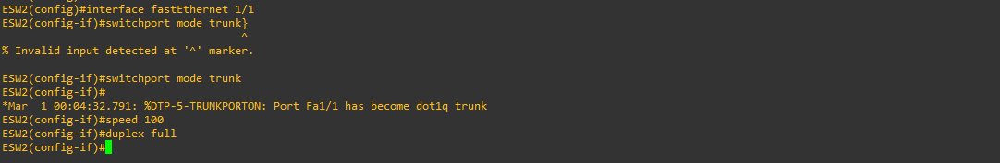 ESW2(config)#interface fastEthernet 1/1
ESW2(config-if)#switchport mode trunk}
^
% Invalid input detected at '^' marker.
ESW2(config-if)#switchport mode trunk
ESW2(config-if)#
*Mar  1 00:04:32.791: %DTP-5-TRUNKPORTON: Port Fa1/1 has become dot1q trunk
ESW2(config-if)#speed 100
ESW2(config-if)#duplex full
ESW2(config-if)#